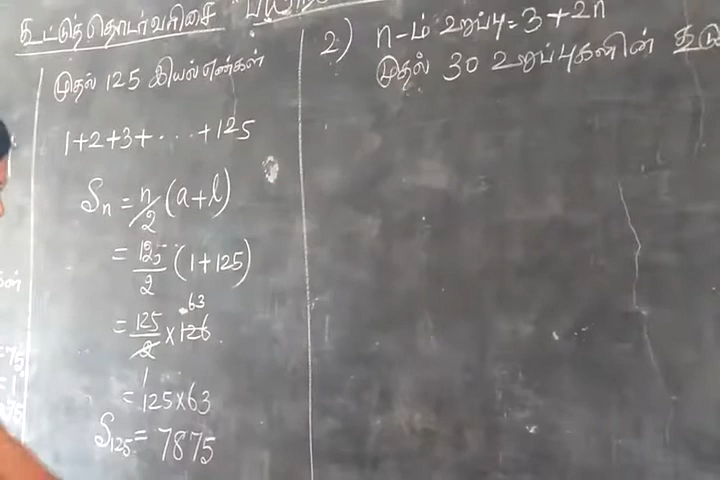 கூட்டுத் தொடர் வரிசை
முதல் 125 இயல் எண்கள்
1+2+3+...+125
Sn = n/2 (a+l)
= 125/2 (1+125)
63
= 125/2 × 126
1
= 125×63
S125 = 7875
2) n-ம் உறுப்பு = 3+2n
முதல் 30 உறுப்புகளின்